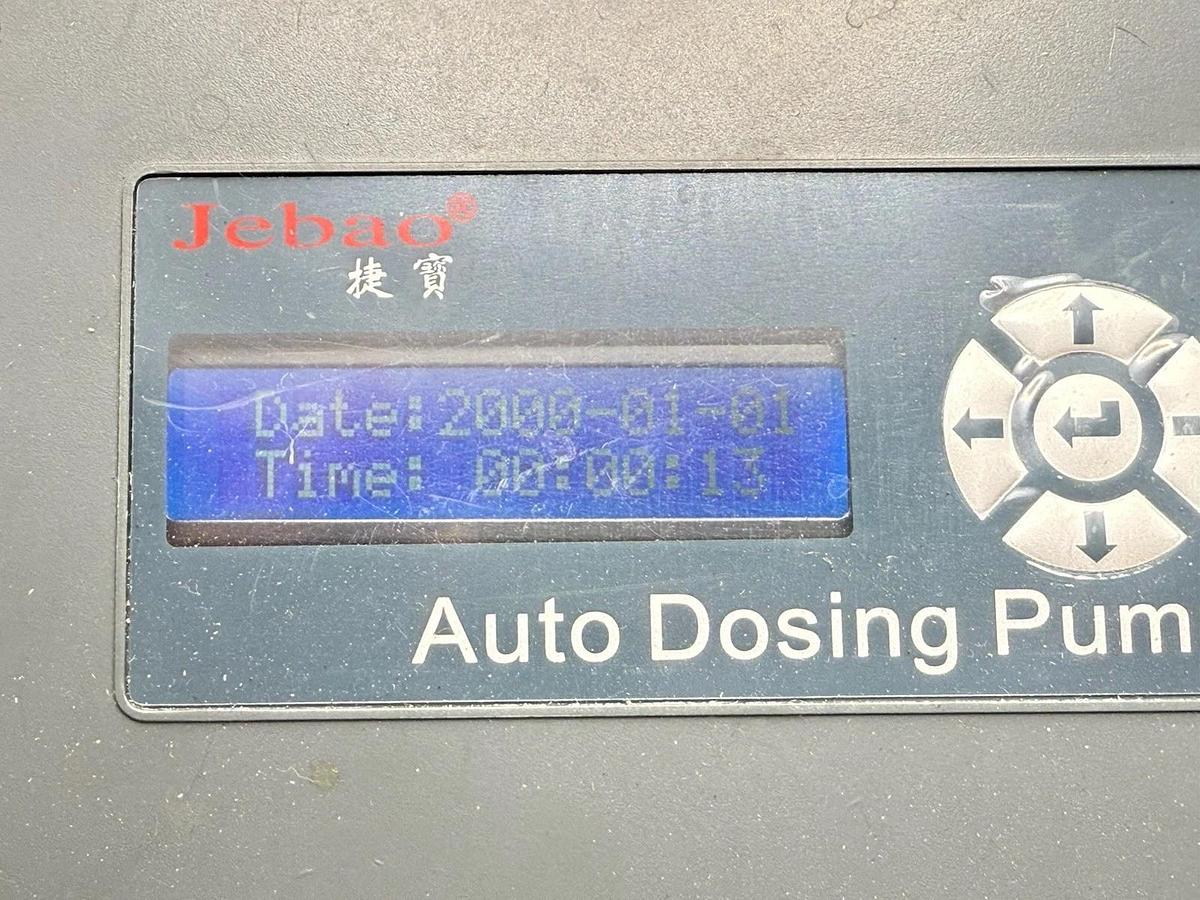 Jebao®
捷寶
Date:2000-01-01
Time: 00:00:13
Auto Dosing Pum